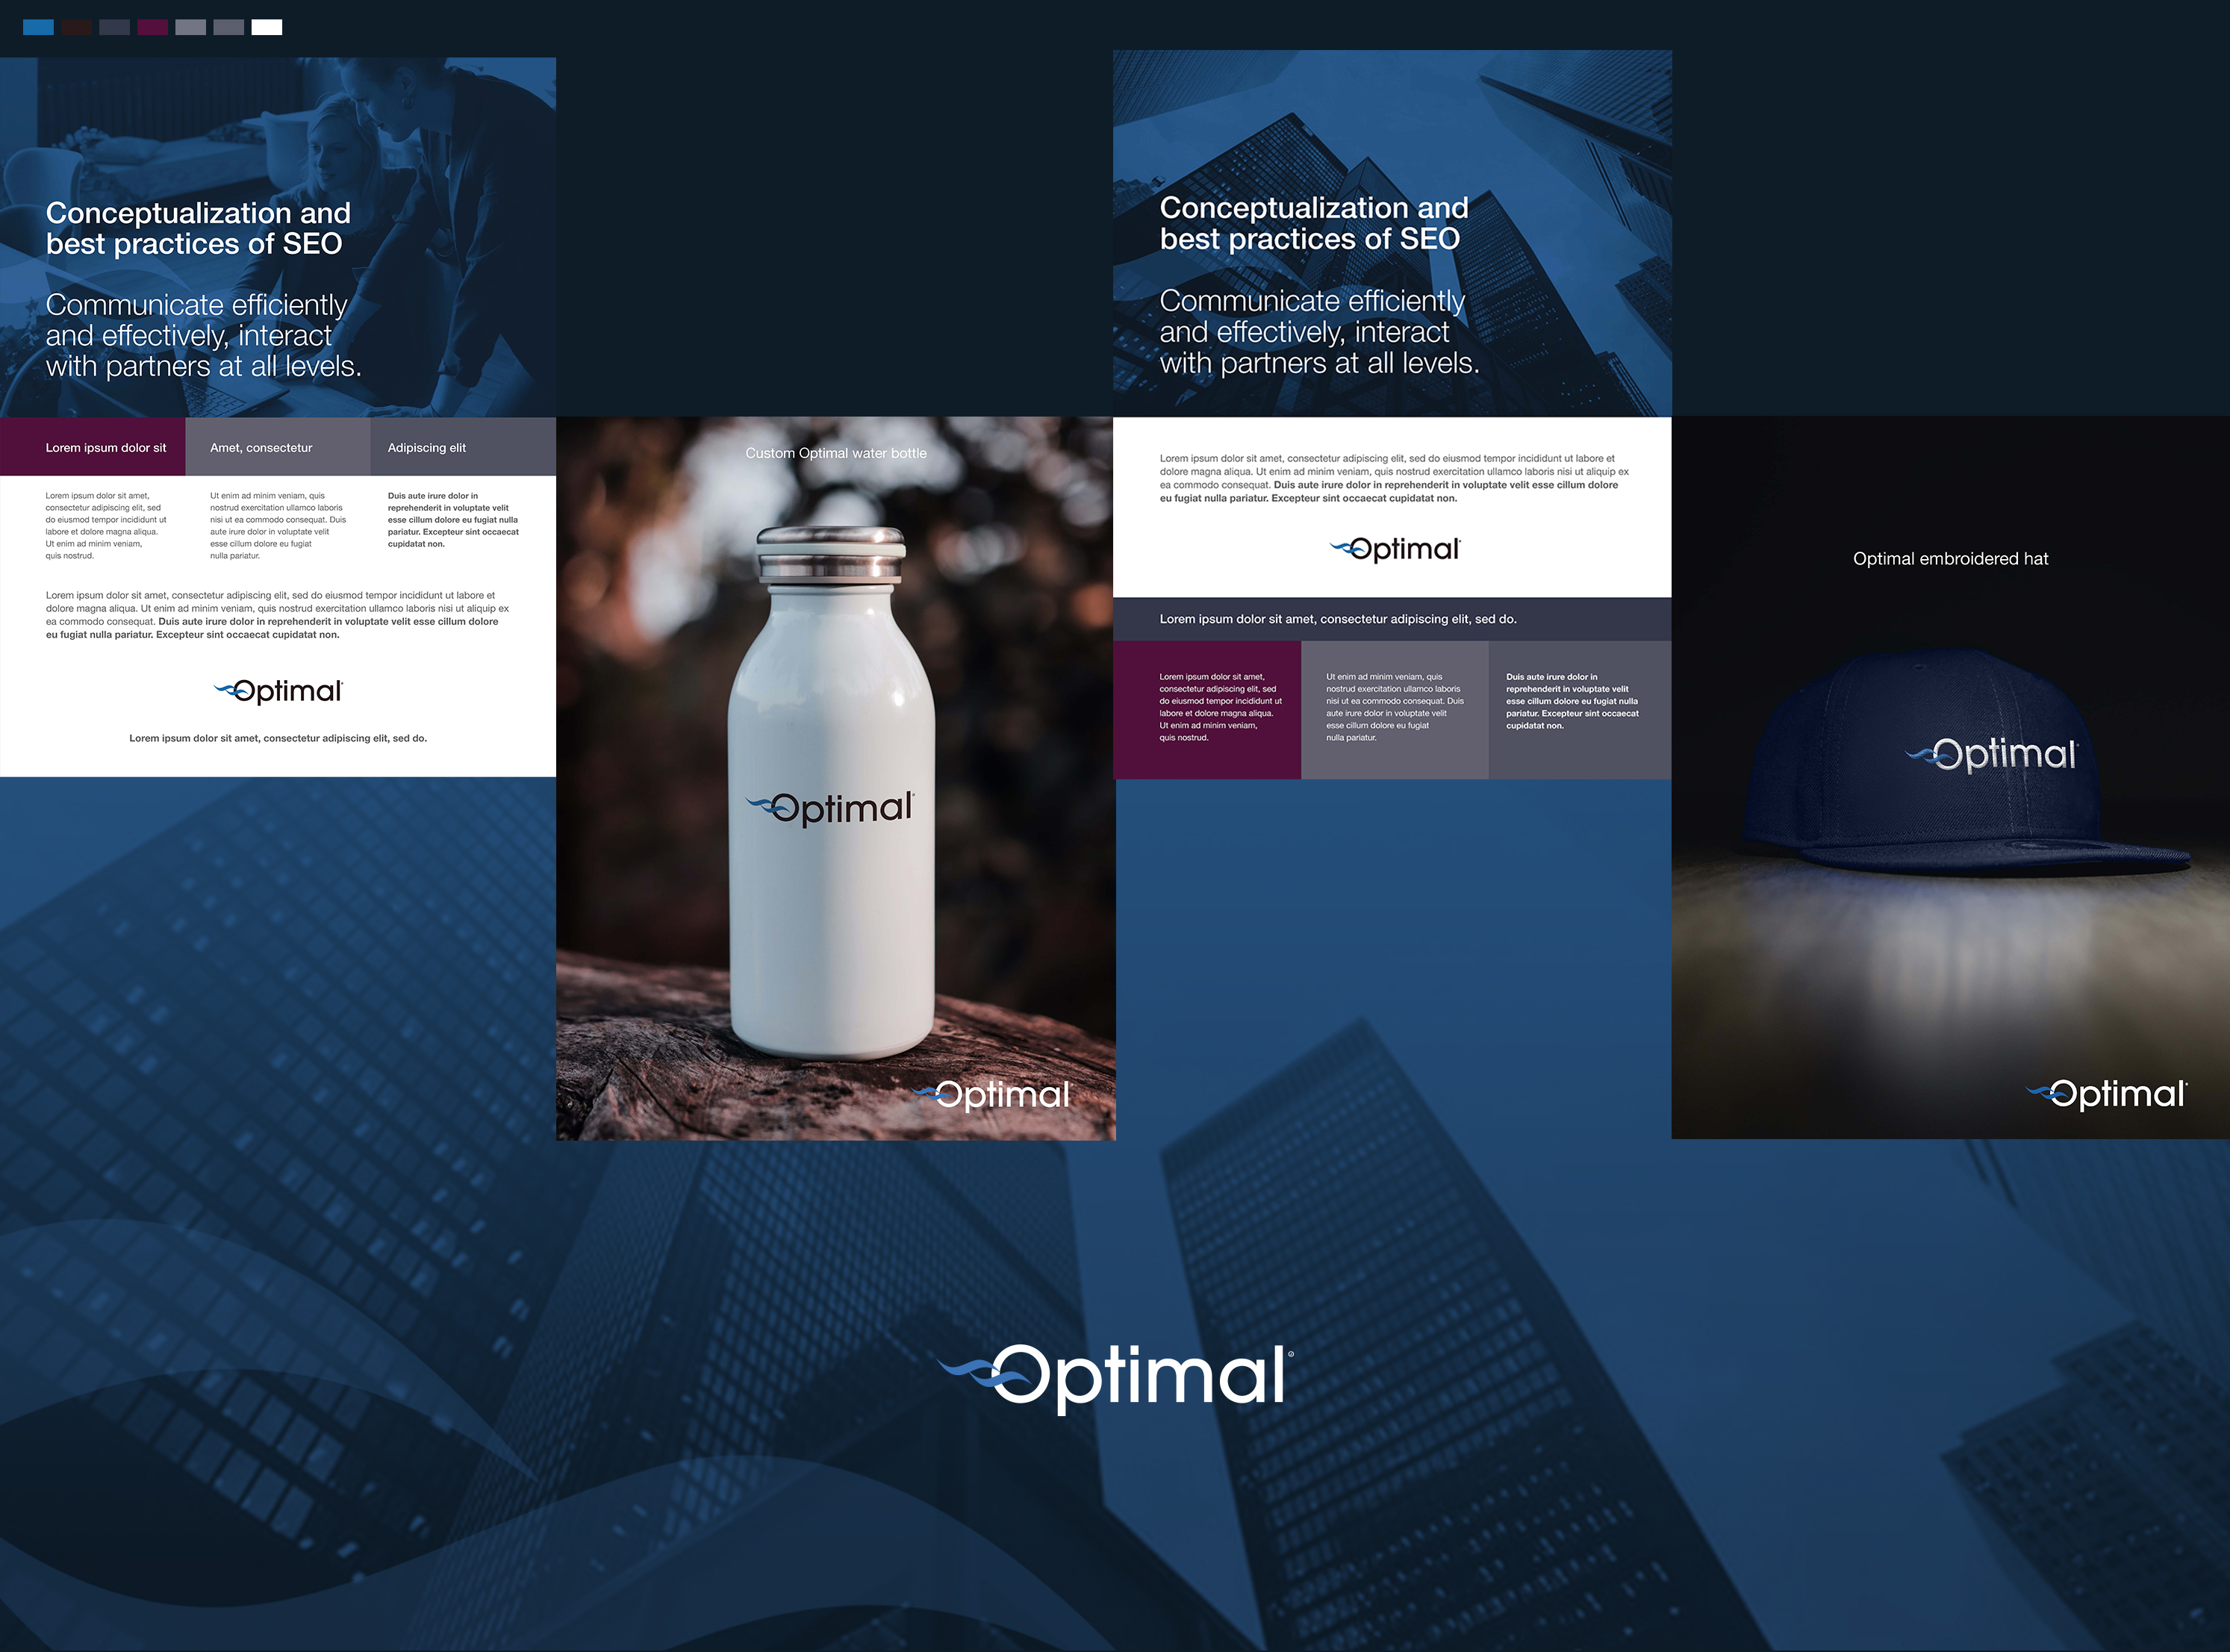 Conceptualization and
best practices of SEO
Communicate efficiently
and effectively, interact
with partners at all levels.
Lorem ipsum dolor sit
Amet, consectetur
Adipiscing elit
Lorem ipsum dolor sit amet,
consectetur adipiscing elit, sed
do eiusmod tempor incididunt ut
labore et dolore magna aliqua.
Ut enim ad minim veniam,
quis nostrud.
Ut enim ad minim veniam, quis
nostrud exercitation ullamco laboris
nisi ut ea commodo consequat. Duis
aute irure dolor in voluptate velit
esse cillum dolore eu fugiat
nulla pariatur.
Duis aute irure dolor in
reprehenderit in voluptate velit
esse cillum dolore eu fugiat nulla
pariatur. Excepteur sint occaecat
cupidatat non.
Lorem ipsum dolor sit amet, consectetur adipiscing elit, sed do eiusmod tempor incididunt ut labore et
dolore magna aliqua. Ut enim ad minim veniam, quis nostrud exercitation ullamco laboris nisi ut aliquip ex
ea commodo consequat. Duis aute irure dolor in reprehenderit in voluptate velit esse cillum dolore
eu fugiat nulla pariatur. Excepteur sint occaecat cupidatat non.
Optimal
Lorem ipsum dolor sit amet, consectetur adipiscing elit, sed do.
Custom Optimal water bottle
Optimal
Optimal
Conceptualization and
best practices of SEO
Communicate efficiently
and effectively, interact
with partners at all levels.
Lorem ipsum dolor sit amet, consectetur adipiscing elit, sed do eiusmod tempor incididunt ut labore et
dolore magna aliqua. Ut enim ad minim veniam, quis nostrud exercitation ullamco laboris nisi ut aliquip ex
ea commodo consequat. Duis aute irure dolor in reprehenderit in voluptate velit esse cillum dolore
eu fugiat nulla pariatur. Excepteur sint occaecat cupidatat non.
Optimal
Lorem ipsum dolor sit amet, consectetur adipiscing elit, sed do.
Lorem ipsum dolor sit amet,
consectetur adipiscing elit, sed
do eiusmod tempor incididunt ut
labore et dolore magna aliqua.
Ut enim ad minim veniam,
quis nostrud.
Ut enim ad minim veniam, quis
nostrud exercitation ullamco laboris
nisi ut ea commodo consequat. Duis
aute irure dolor in voluptate velit
esse cillum dolore eu fugiat
nulla pariatur.
Duis aute irure dolor in
reprehenderit in voluptate velit
esse cillum dolore eu fugiat nulla
pariatur. Excepteur sint occaecat
cupidatat non.
Optimal embroidered hat
Optimal
Optimal
Optimal